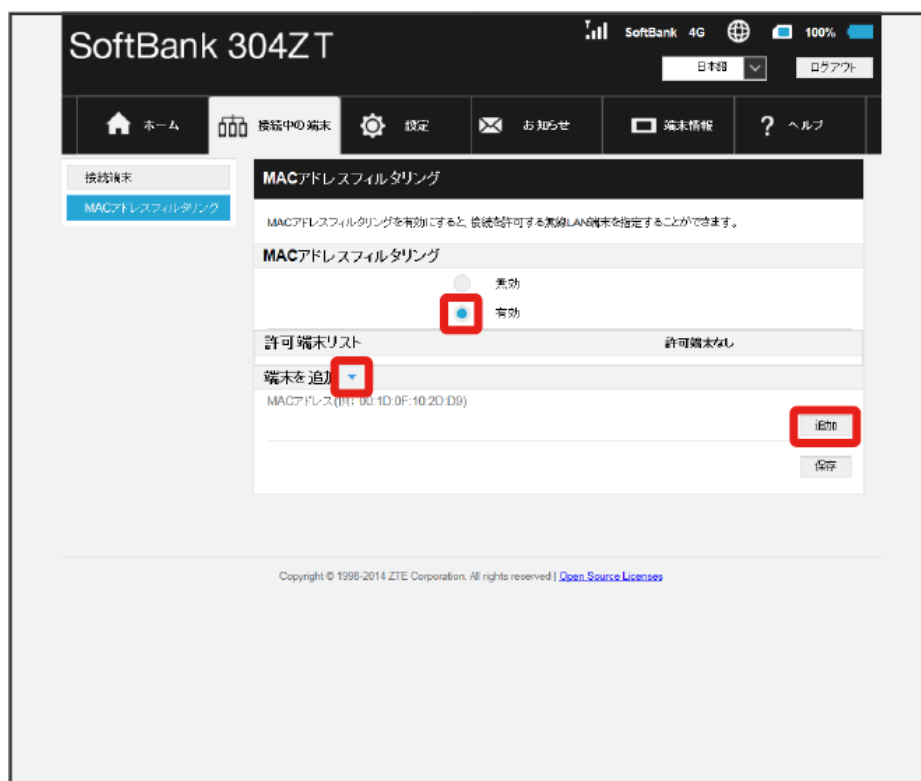 SoftBank 304ZT
SoftBank 4G 100%
日本語 ログアウト
ホーム 接続中の端末 設定 お知らせ 端末情報 ? ヘルプ
接続端末
MACアドレスフィルタリング
MACアドレスフィルタリング
MACアドレスフィルタリングを有効にすると, 接続を許可する無線LAN端末を指定することができます。
MACアドレスフィルタリング
無効
有効
許可端末リスト 許可端末なし
端末を追加
MACアドレス(例: 00:1D:0F:10:2D:D9)
追加
保存
Copyright © 1998-2014 ZTE Corporation. All rights reserved | Open Source Licenses